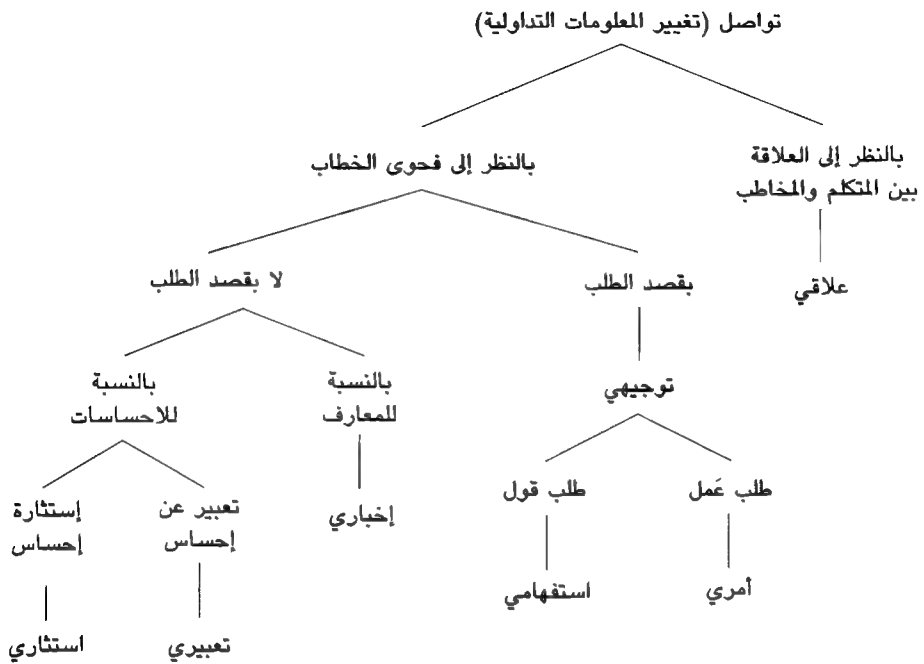 تواصل (تغيير المعلومات التداولية)
بالنظر إلى العلاقة
بين المتكلم والمخاطب
بالنظر إلى فحوى الخطاب
علاقي
بقصد الطلب
لا بقصد الطلب
توجيهي
بالنسبة
للمعارف
بالنسبة
للاحساسات
طلب عَمل
طلب قول
إخباري
تعبير عن
إحساس
إستثارة
إحساس
أمري
استفهامي
تعبيري
استثاري